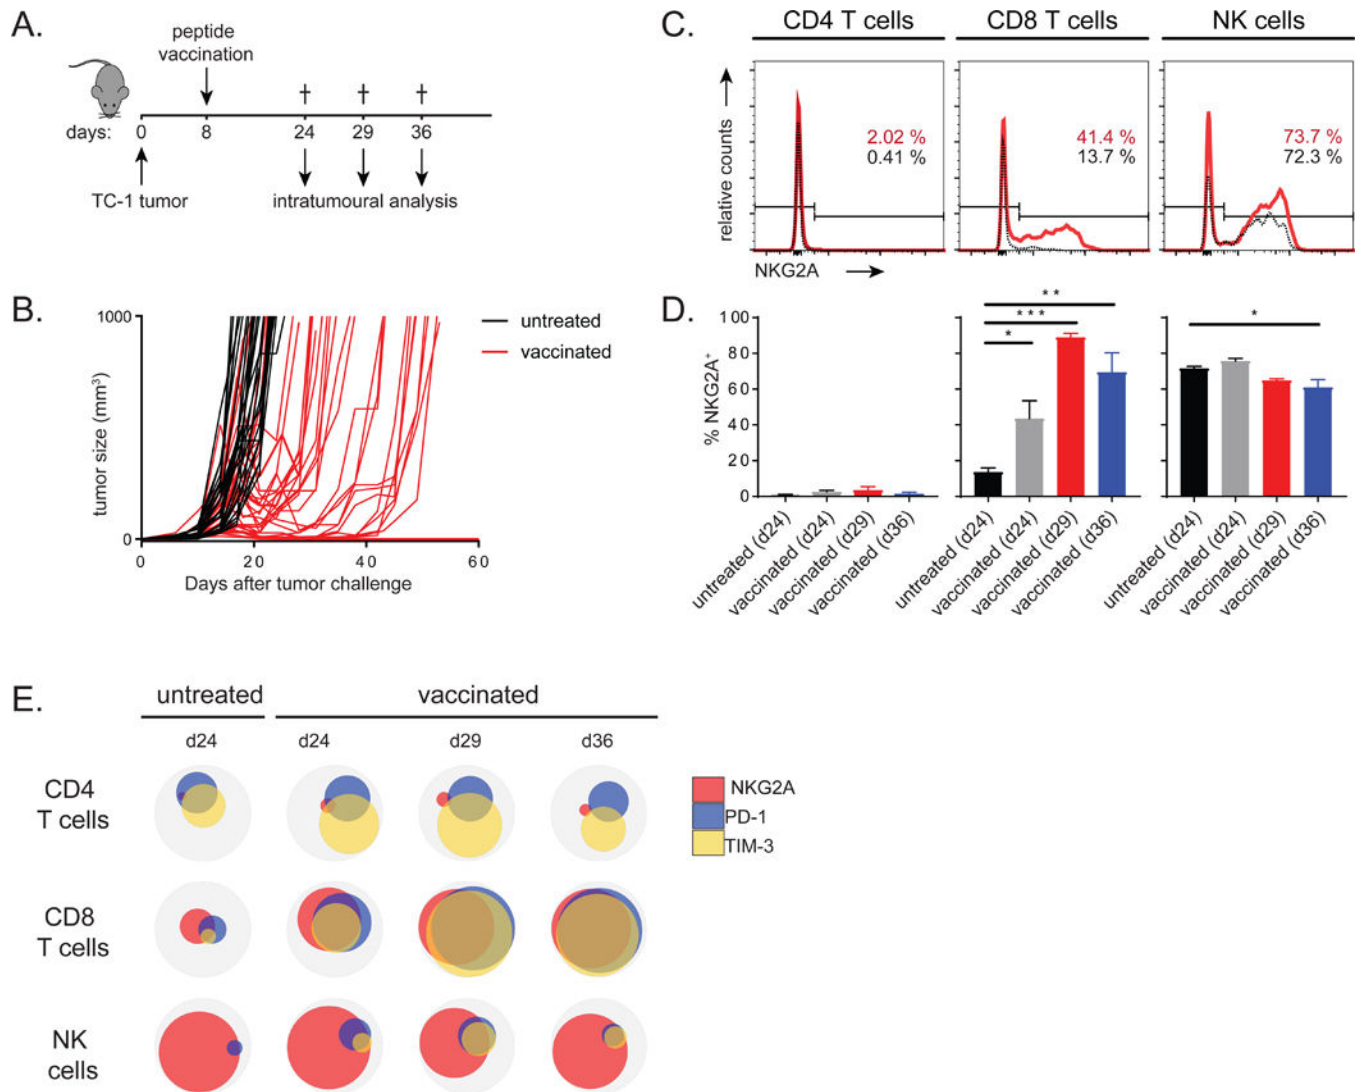 A.
peptide
vaccination
days: 0 8 24 29 36
TC-1 tumor
intratumoural analysis
B.
1000
0
tumor size (mm³)
0 20 40 60
Days after tumor challenge
untreated
vaccinated
C.
CD4 T cells CD8 T cells NK cells
relative counts
2.02 %
0.41 %
41.4 %
13.7 %
73.7 %
72.3 %
NKG2A
D.
* *
* * *
*
*
% NKG2A⁺
100
80
60
40
20
0
untreated (d24)
vaccinated (d24)
vaccinated (d29)
vaccinated (d36)
untreated (d24)
vaccinated (d24)
vaccinated (d29)
vaccinated (d36)
untreated (d24)
vaccinated (d24)
vaccinated (d29)
vaccinated (d36)
E.
untreated vaccinated
d24 d24 d29 d36
CD4
T cells
CD8
T cells
NK
cells
NKG2A
PD-1
TIM-3